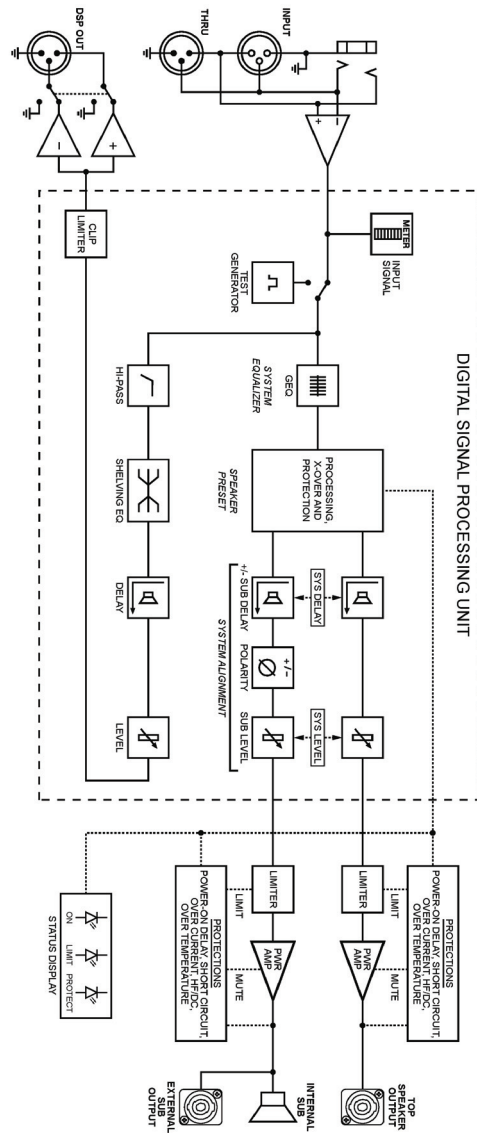 DIGITAL SIGNAL PROCESSING UNIT
INPUT
THRU
DSP OUT
+
−
+
−
METER
INPUT
SIGNAL
TEST
GENERATOR
CLIP
LIMITER
GEQ
SYSTEM
EQUALIZER
HI-PASS
PROCESSING,
X-OVER AND
PROTECTION
SPEAKER
PRESET
SHELVING EQ
SYS DELAY
+/- SUB DELAY
DELAY
+/−
POLARITY
SYSTEM ALIGNMENT
SYS LEVEL
SUB LEVEL
LEVEL
PROTECTIONS
POWER-ON DELAY, SHORT CIRCUIT,
OVER CURRENT, HF/DC,
OVER TEMPERATURE
LIMIT
MUTE
LIMITER
PWR
AMP
TOP
SPEAKER
OUTPUT
LIMITER
PWR
AMP
INTERNAL
SUB
LIMIT
MUTE
PROTECTIONS
POWER-ON DELAY, SHORT CIRCUIT,
OVER CURRENT, HF/DC,
OVER TEMPERATURE
EXTERNAL
SUB
OUTPUT
ON
LIMIT
PROTECT
STATUS DISPLAY